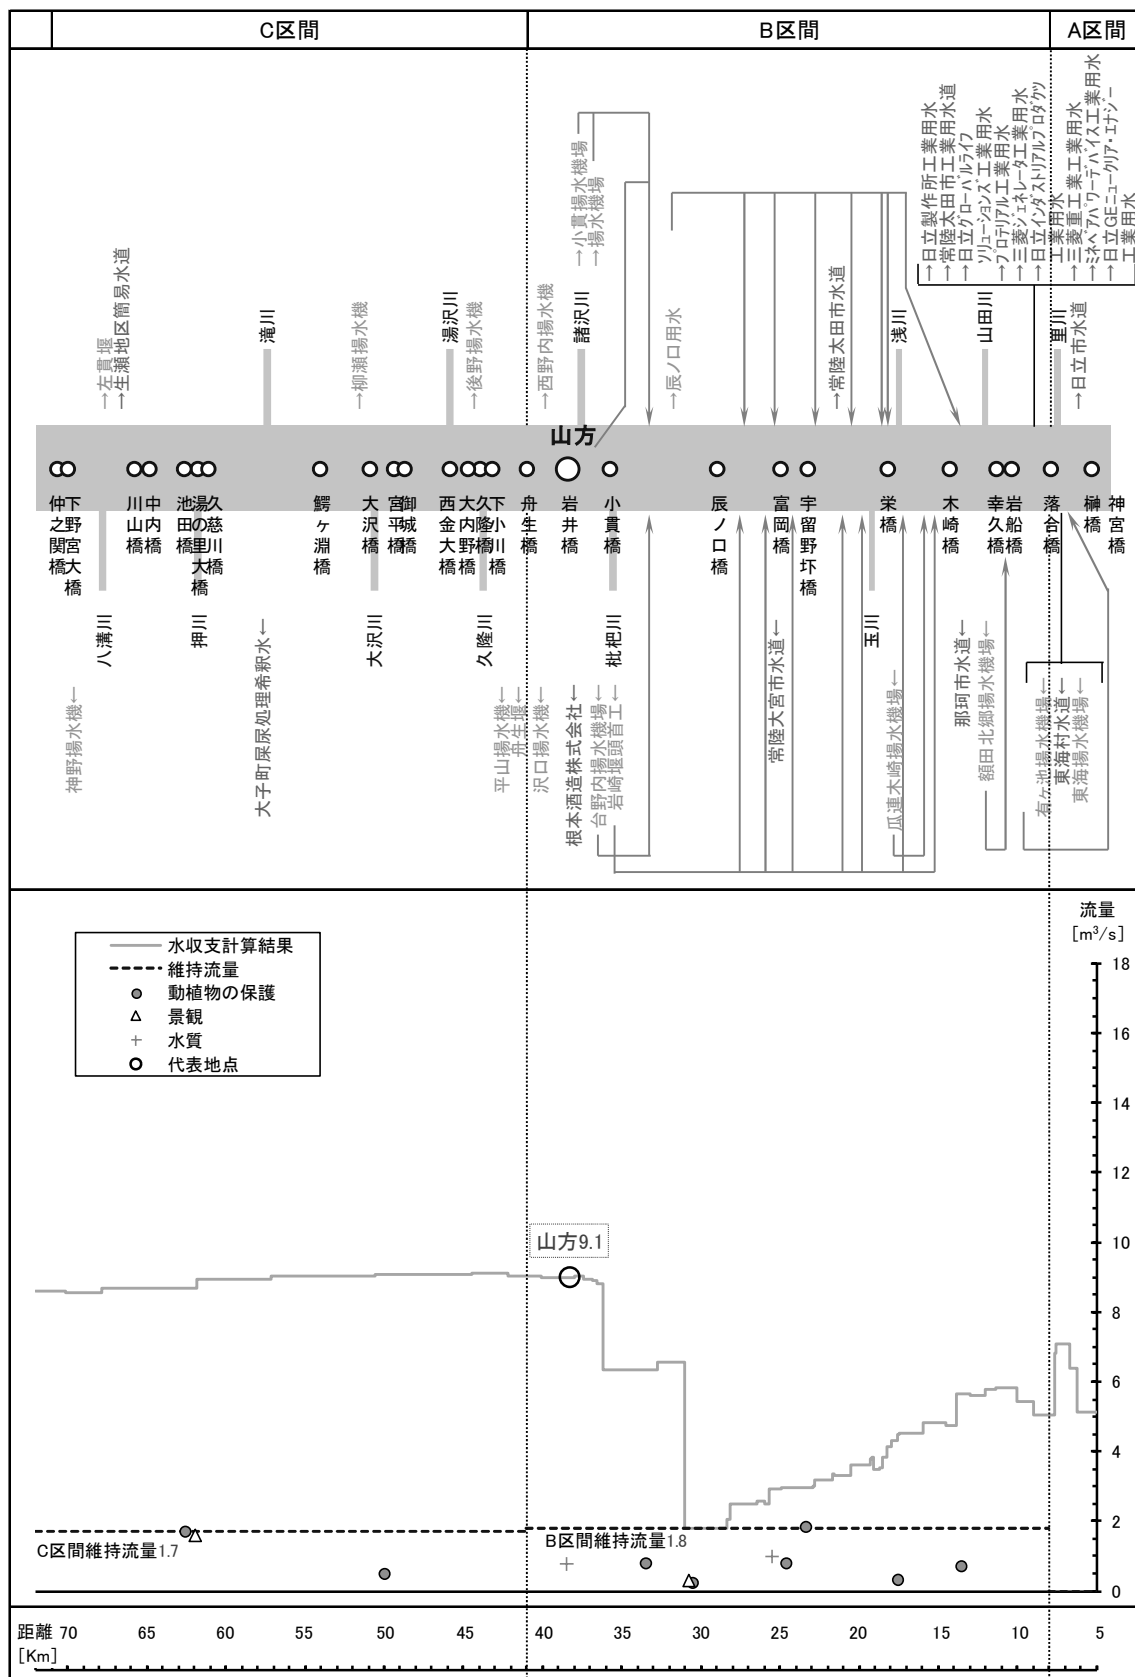 C区間
B区間
A区間
→左貫堰
→生瀬地区簡易水道
滝川
→柳瀬揚水機
湯沢川
→後野揚水機
→西野内揚水機
諸沢川
→小貫揚水機場
→揚水機場
→辰ノ口用水
→常陸太田市水道
浅川
→日立製作所工業用水
→常陸太田市工業用水道
→日立グローバルライフ
ソリューションズ工業用水
プロテリアル工業用水
→三菱ジェネレータ工業用水
→日立インダストリアルプロダクツ
工業用水
→三菱重工業工業用水
→ミネベアパワーデバイス工業用水
→日立GEニュークリア・エナジー
工業用水
山田川
里川
→日立市水道
山方
仲之関橋
下野宮大橋
川山橋
中内橋
池田橋
湯の里大橋
久慈川橋
鰐ヶ淵橋
大沢橋
宮平橋
御城橋
西金大橋
大内野橋
久隆橋
下小川橋
舟生橋
岩井橋
小貫橋
辰ノ口橋
富岡橋
宇留野圷橋
栄橋
木崎橋
幸久橋
岩船橋
落合橋
榊橋
神宮橋
八溝川
押川
大沢川
久隆川
枇杷川
玉川
神野揚水機←
大子町屎尿処理希釈水←
平山揚水機←
舟生堰←
沢口揚水機←
根本酒造株式会社←
台野内揚水機場←
岩崎堰頭首工←
常陸大宮市水道←
瓜連木崎揚水機場←
那珂市水道←
額田北郷揚水機場←
有ケ池揚水機場←
東海村水道←
東海揚水機場←
流量
[m³/s]
水収支計算結果
維持流量
動植物の保護
景観
水質
代表地点
18
16
14
12
10
8
6
4
2
0
山方9.1
C区間維持流量1.7
B区間維持流量1.8
距離 70 65 60 55 50 45 40 35 30 25 20 15 10 5
[Km]